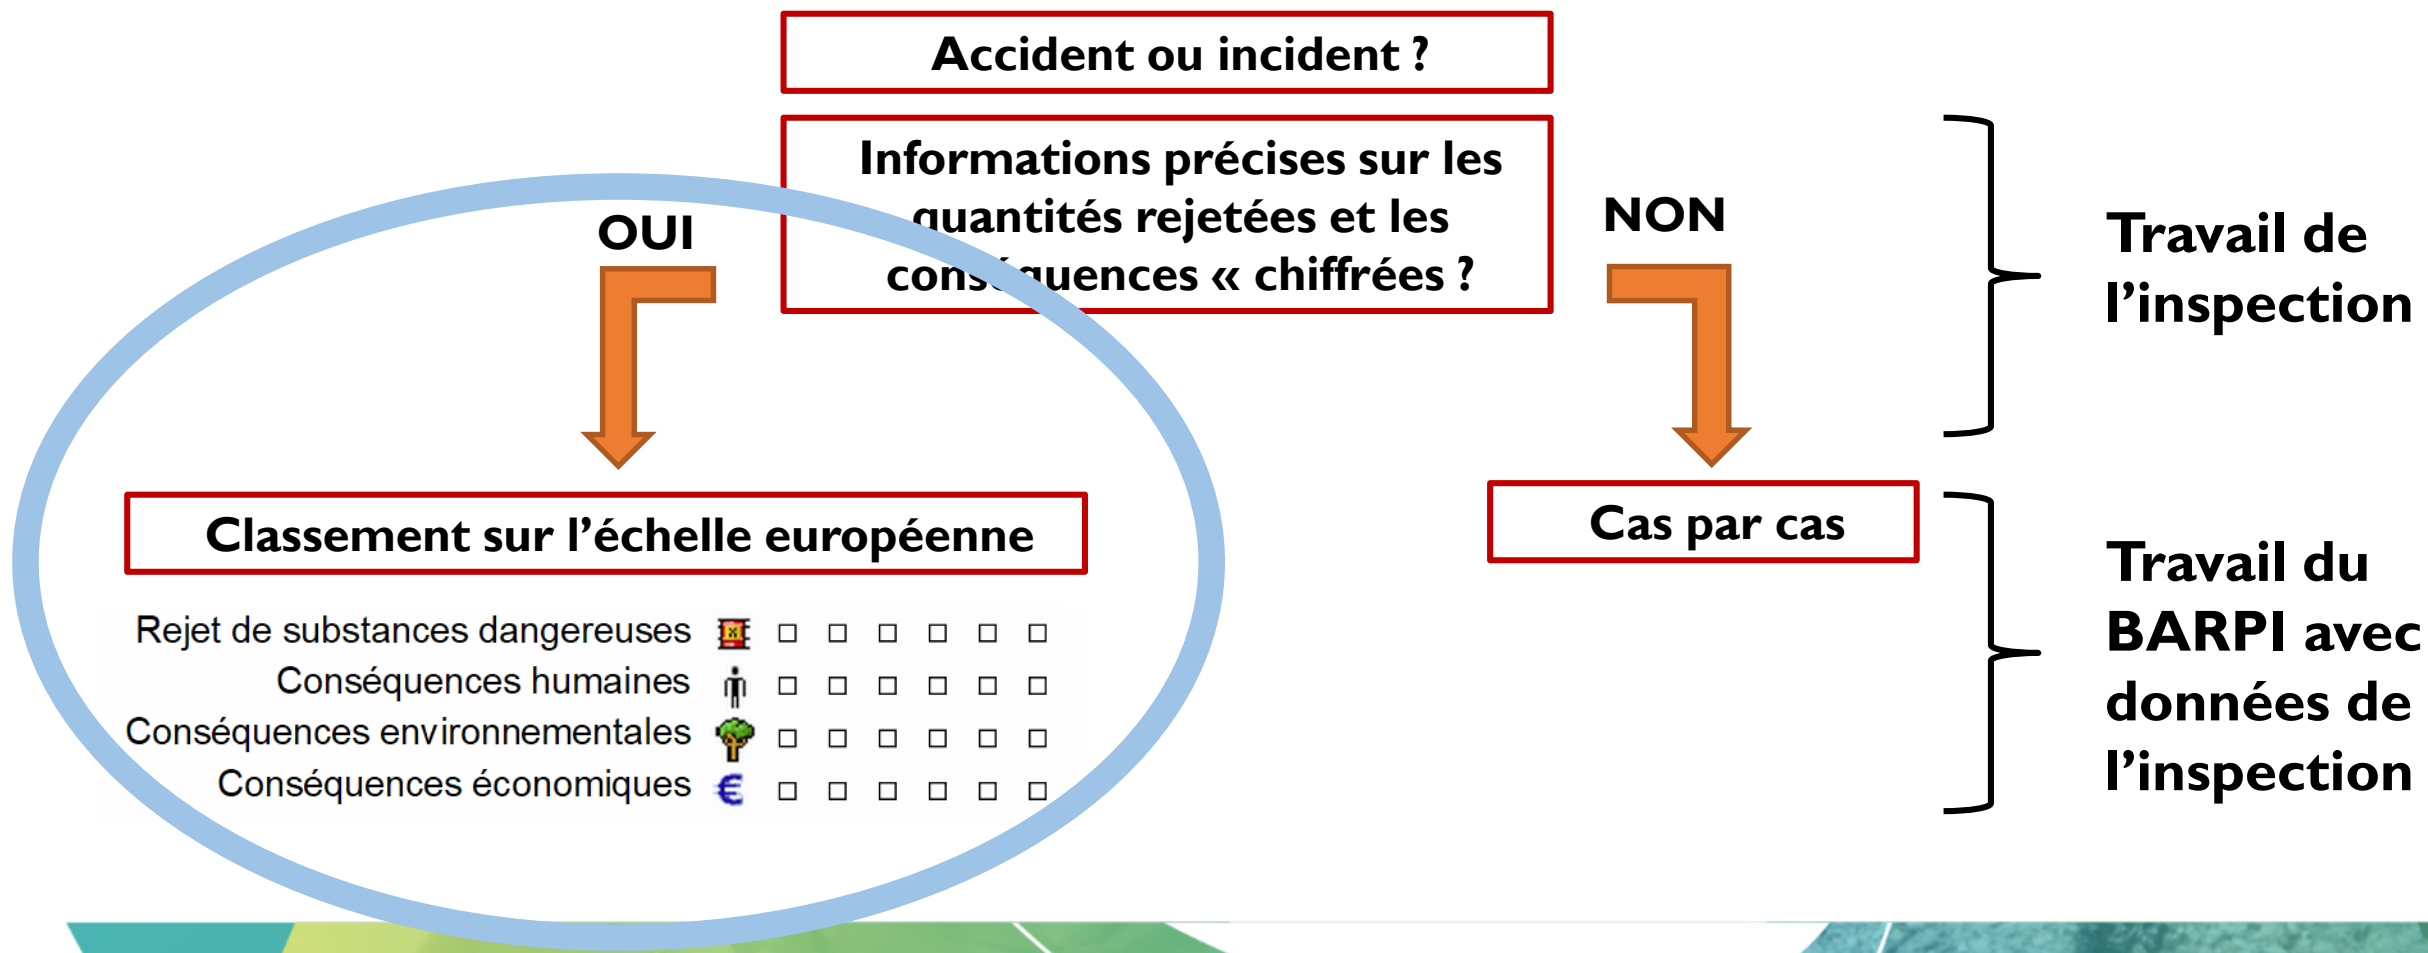 Accident ou incident ?
Informations précises sur les
quantités rejetées et les
conséquences « chiffrées ?
OUI
NON
Travail de
l’inspection
Classement sur l’échelle européenne
Cas par cas
Rejet de substances dangereuses
Conséquences humaines
Conséquences environnementales
Conséquences économiques
€
Travail du
BARPI avec
données de
l’inspection